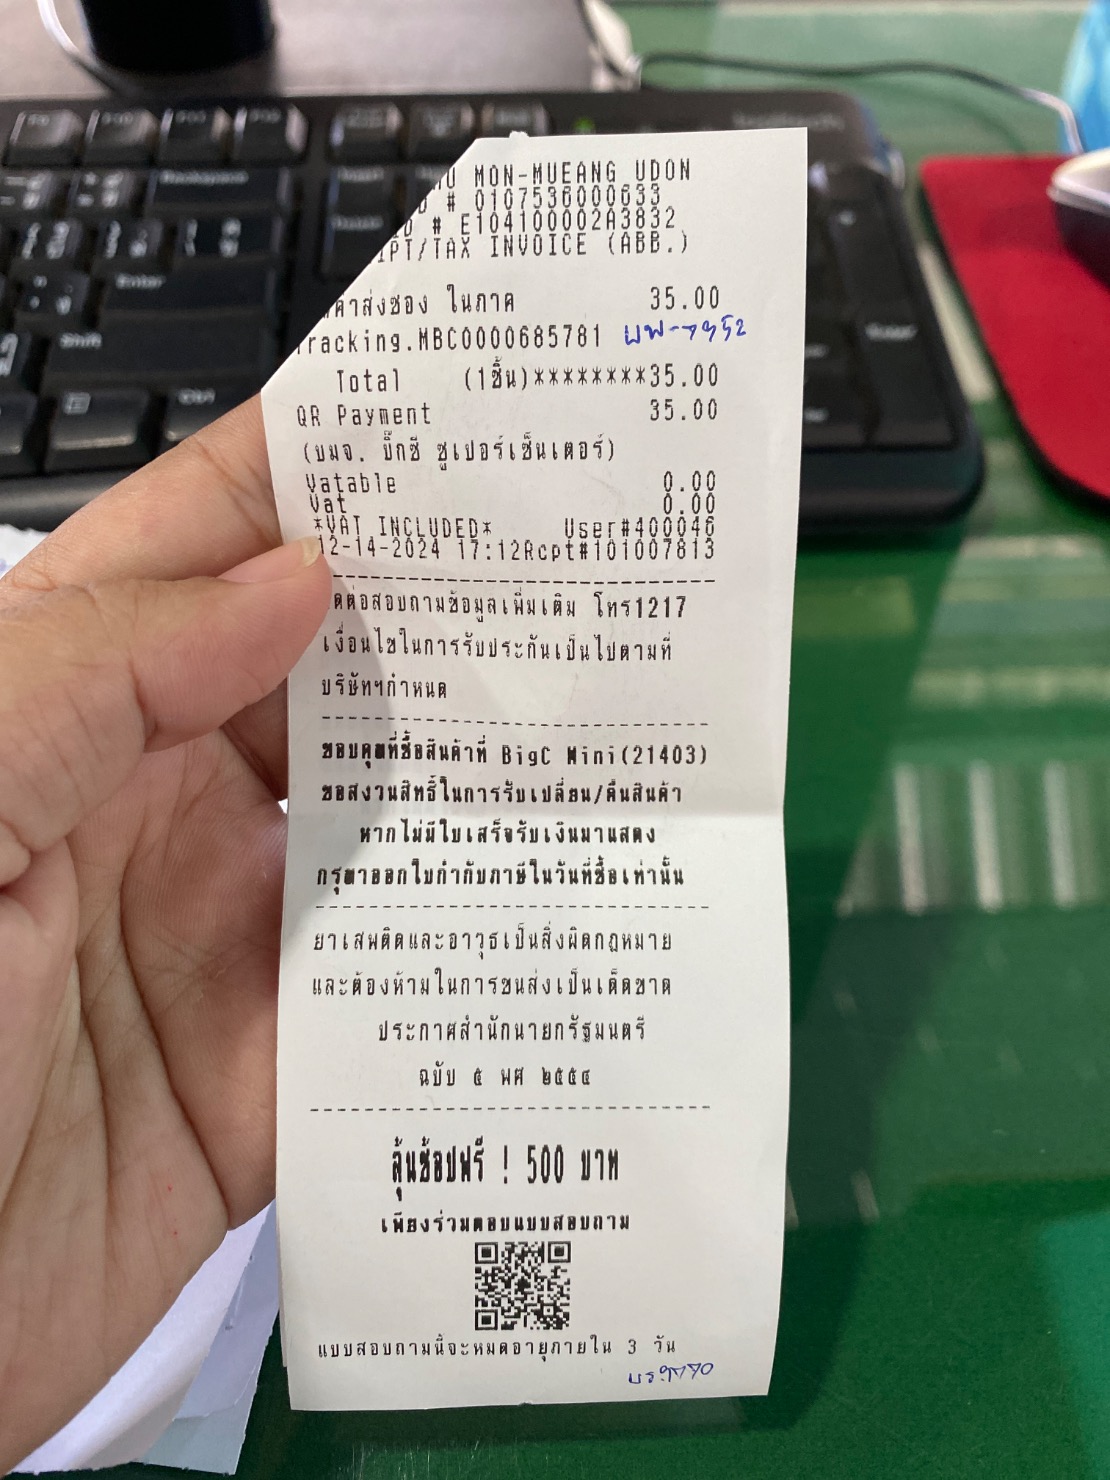 MON-MUEANG UDON
# 0107536000633
# E104100002A3832
IPT/TAX INVOICE (ABB.)
ค่าส่งซอง ในภาค 35.00
Tracking.MBC0000685781
Total (1ชิ้น)********35.00
QR Payment 35.00
(บมจ. บิ๊กซี ซูเปอร์เซ็นเตอร์)
Vatable 0.00
Vat 0.00
*VAT INCLUDED* User#400046
12-14-2024 17:12Rcpt#101007813
ติดต่อสอบถามข้อมูลเพิ่มเติม โทร1217
เงื่อนไขในการรับประกันเป็นไปตามที่
บริษัทฯกำหนด
ขอบคุณที่ซื้อสินค้าที่ BigC Mini(21403)
ขอสงวนสิทธิ์ในการรับเปลี่ยน/คืนสินค้า
หากไม่มีใบเสร็จรับเงินมาแสดง
กรุณาออกใบกำกับภาษีในวันที่ซื้อเท่านั้น
ยาเสพติดและอาวุธเป็นสิ่งผิดกฎหมาย
และต้องห้ามในการขนส่งเป็นเด็ดขาด
ประกาศสำนักนายกรัฐมนตรี
ฉบับ ๕ พศ ๒๕๕๔
ลุ้นช้อปฟรี ! 500 บาท
เพียงร่วมตอบแบบสอบถาม
แบบสอบถามนี้จะหมดอายุภายใน 3 วัน